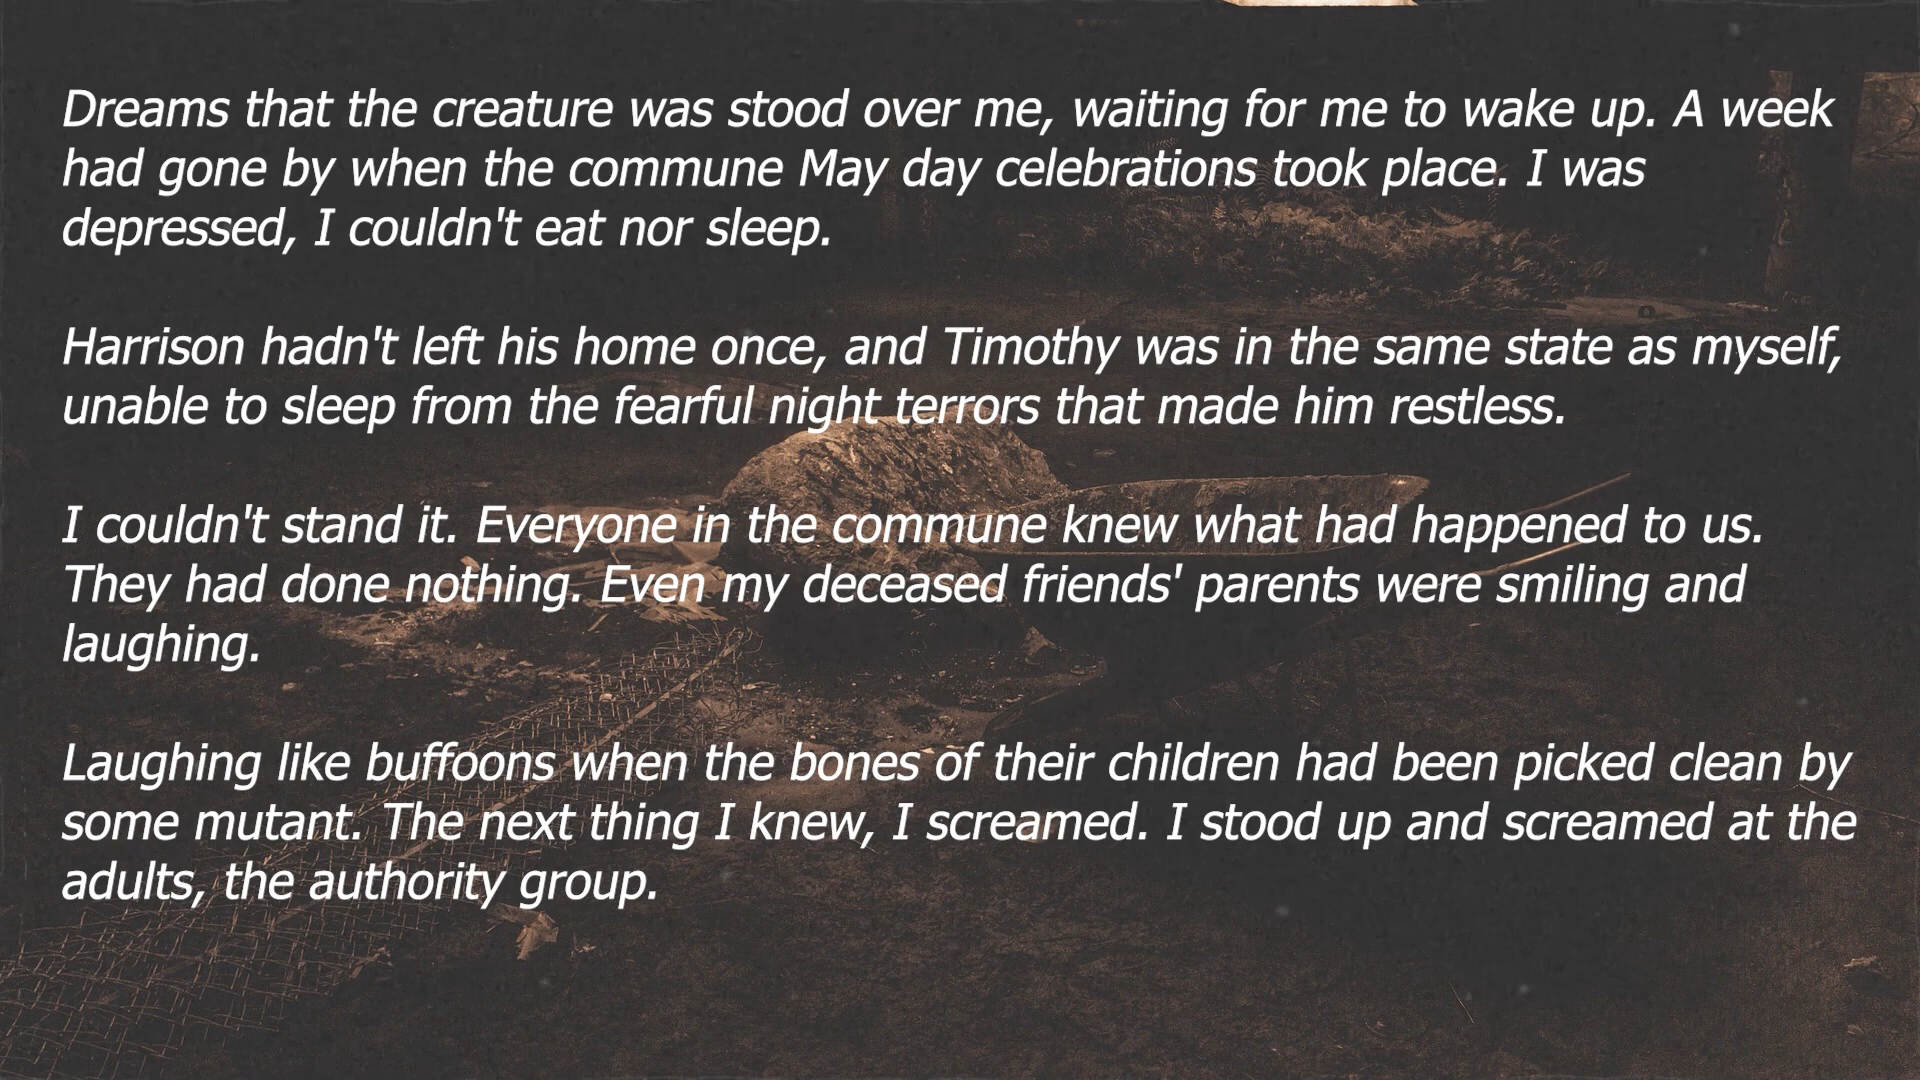 Dreams that the creature was stood over me, waiting for me to wake up. A week
had gone by when the commune May day celebrations took place. I was
depressed, I couldn't eat nor sleep.
Harrison hadn't left his home once, and Timothy was in the same state as myself,
unable to sleep from the fearful night terrors that made him restless.
I couldn't stand it. Everyone in the commune knew what had happened to us.
They had done nothing. Even my deceased friends' parents were smiling and
laughing.
Laughing like buffoons when the bones of their children had been picked clean by
some mutant. The next thing I knew, I screamed. I stood up and screamed at the
adults, the authority group.